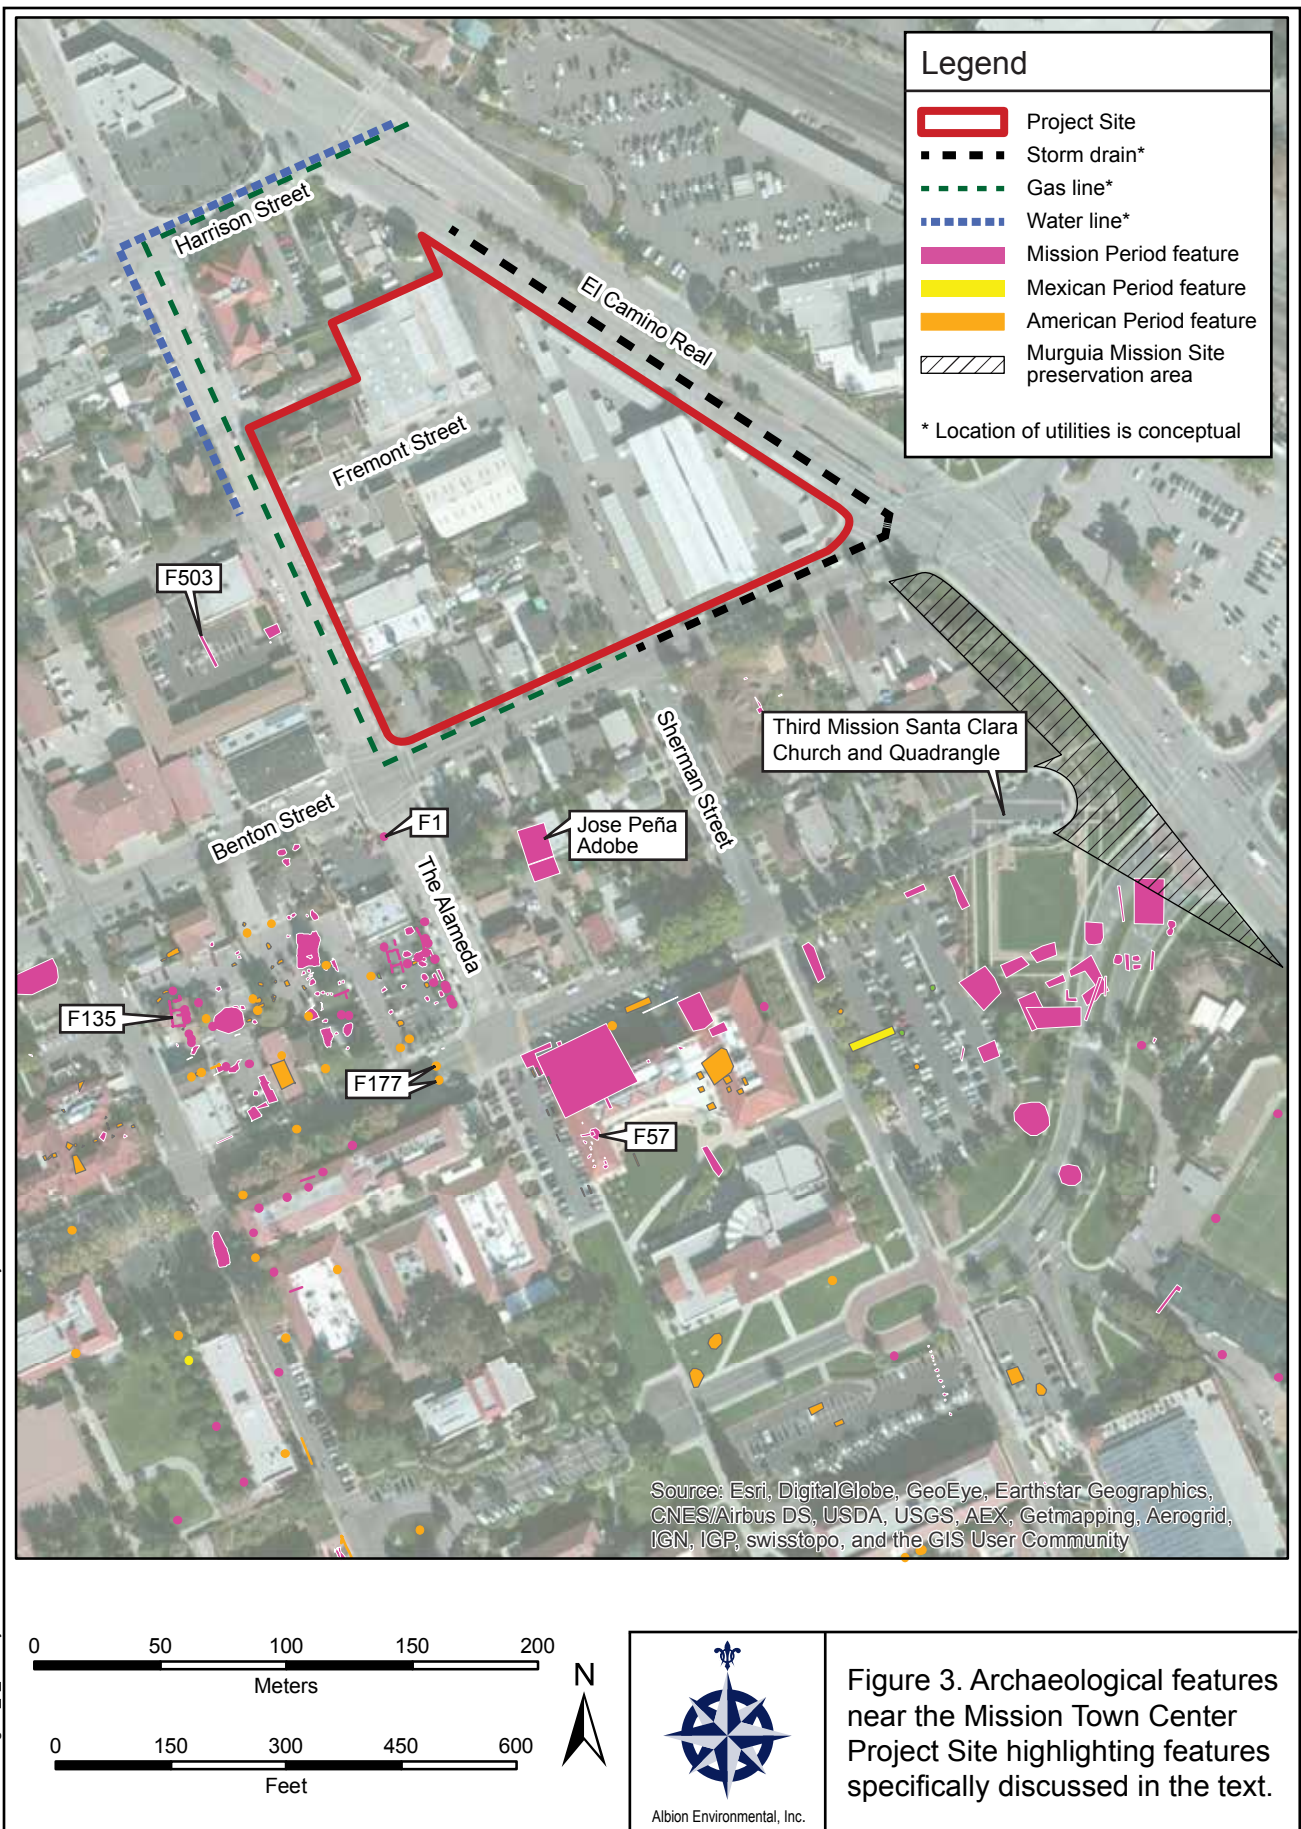 Legend
Project Site
Storm drain*
Gas line*
Water line*
Mission Period feature
Mexican Period feature
American Period feature
Murguia Mission Site
preservation area
* Location of utilities is conceptual
Harrison Street
El Camino Real
Fremont Street
F503
Sherman Street
Third Mission Santa Clara
Church and Quadrangle
Benton Street
F1
Jose Peña
Adobe
The Alameda
F135
F177
F57
Source: Esri, DigitalGlobe, GeoEye, Earthstar Geographics,
CNES/Airbus DS, USDA, USGS, AEX, Getmapping, Aerogrid,
IGN, IGP, swisstopo, and the GIS User Community
0 50 100 150 200
Meters
0 150 300 450 600
Feet
N
Albion Environmental, Inc.
Figure 3. Archaeological features
near the Mission Town Center
Project Site highlighting features
specifically discussed in the text.